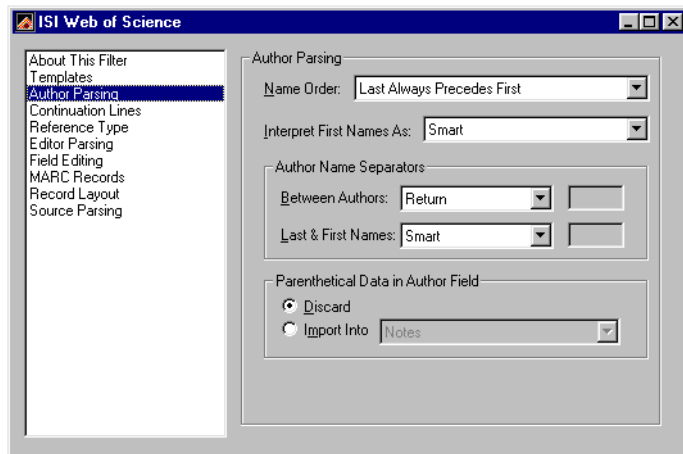 ISI Web of Science
About This Filter
Templates
Author Parsing
Continuation Lines
Reference Type
Editor Parsing
Field Editing
MARC Records
Record Layout
Source Parsing
Author Parsing
Name Order: Last Always Precedes First
Interpret First Names As: Smart
Author Name Separators
Between Authors: Return
Last & First Names: Smart
Parenthetical Data in Author Field
Discard
Import Into Notes